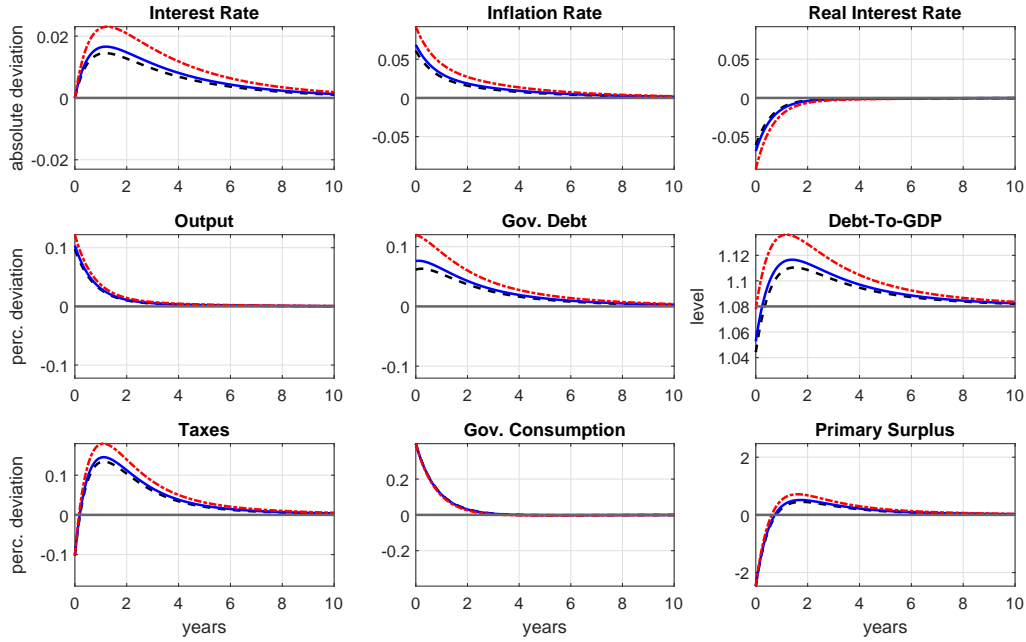 Interest Rate
absolute deviation
0.02
0
-0.02
0 2 4 6 8 10
Inflation Rate
0.05
0
-0.05
0 2 4 6 8 10
Real Interest Rate
0.05
0
-0.05
0 2 4 6 8 10
Output
perc. deviation
0.1
0
-0.1
0 2 4 6 8 10
Gov. Debt
0.1
0
-0.1
0 2 4 6 8 10
Debt-To-GDP
level
1.12
1.1
1.08
1.06
1.04
0 2 4 6 8 10
Taxes
perc. deviation
0.1
0
-0.1
0 2 4 6 8 10
years
Gov. Consumption
0.2
0
-0.2
0 2 4 6 8 10
years
Primary Surplus
2
0
-2
0 2 4 6 8 10
years